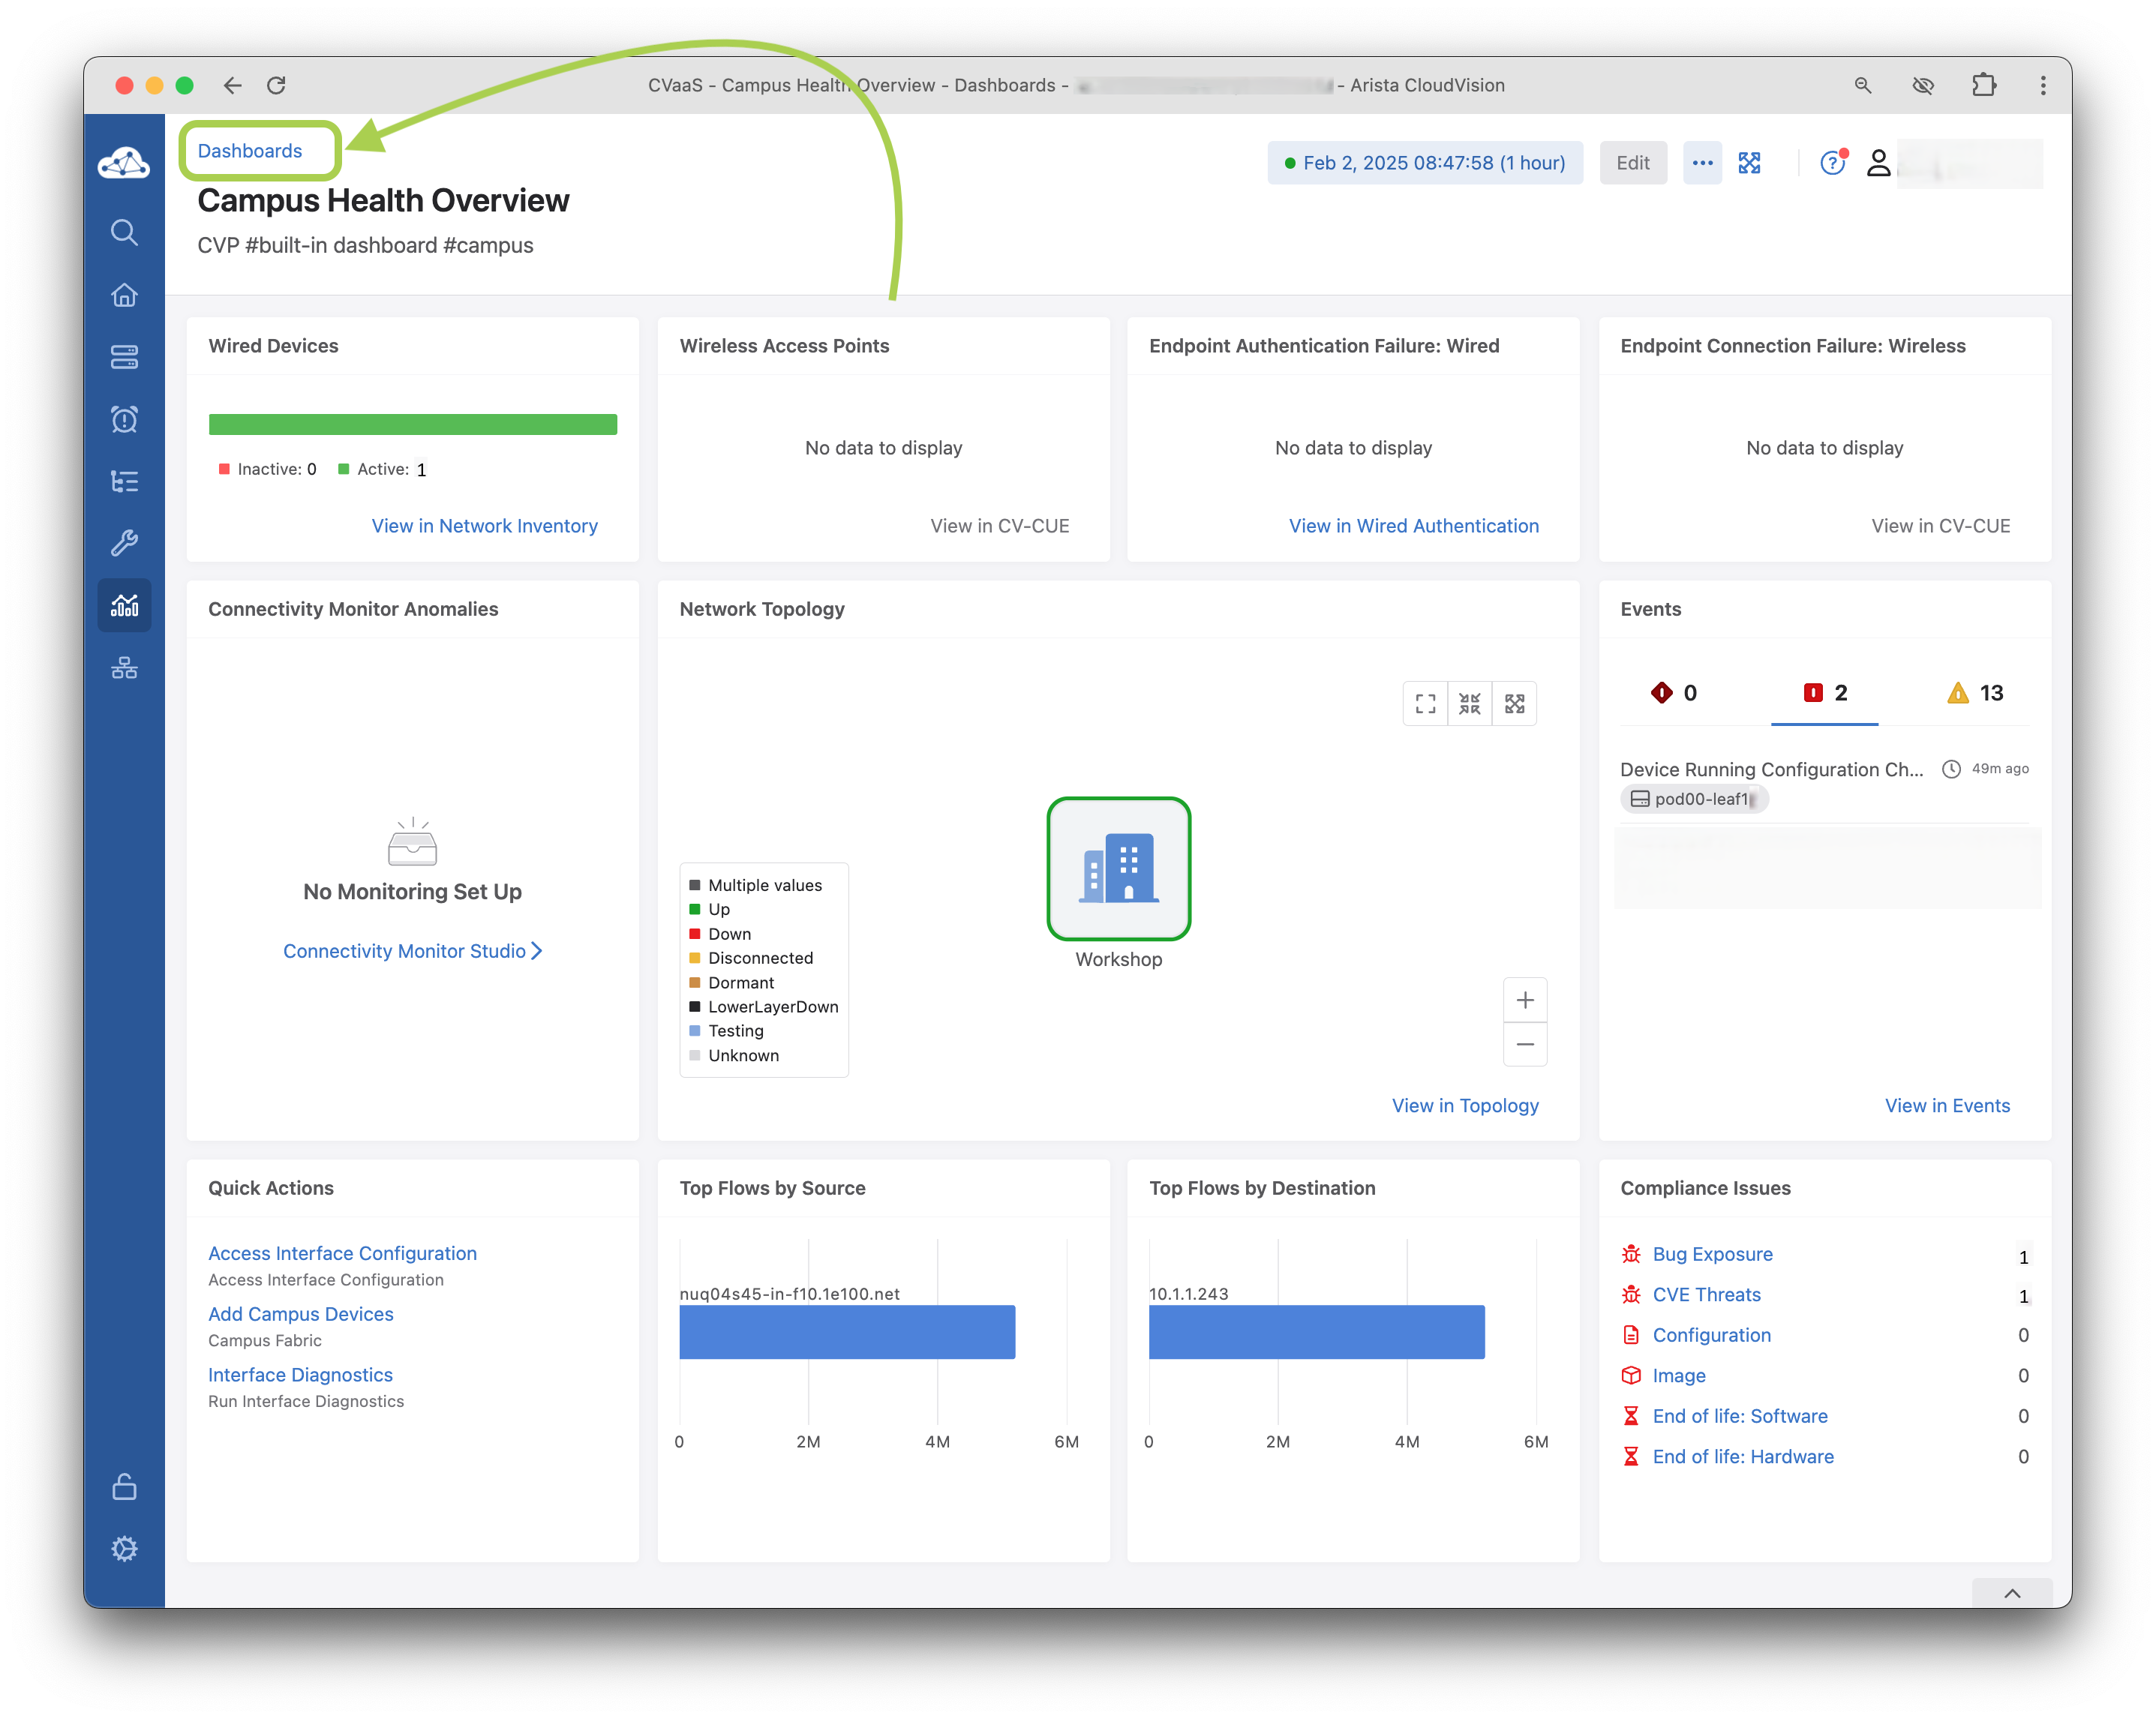 CVaaS - Campus Health Overview - Dashboards - - Arista CloudVision
Dashboards
Campus Health Overview
CVP #built-in dashboard #campus
Feb 2, 2025 08:47:58 (1 hour)
Edit
Wired Devices
Inactive: 0 Active: 1
View in Network Inventory
Wireless Access Points
No data to display
View in CV-CUE
Endpoint Authentication Failure: Wired
No data to display
View in Wired Authentication
Endpoint Connection Failure: Wireless
No data to display
View in CV-CUE
Connectivity Monitor Anomalies
No Monitoring Set Up
Connectivity Monitor Studio
Network Topology
Multiple values
Up
Down
Disconnected
Dormant
LowerLayerDown
Testing
Unknown
Workshop
View in Topology
Events
0 2 13
Device Running Configuration Ch... 49m ago
pod00-leaf1
View in Events
Quick Actions
Access Interface Configuration
Access Interface Configuration
Add Campus Devices
Campus Fabric
Interface Diagnostics
Run Interface Diagnostics
Top Flows by Source
nuq04s45-in-f10.1e100.net
0 2M 4M 6M
Top Flows by Destination
10.1.1.243
0 2M 4M 6M
Compliance Issues
Bug Exposure 1
CVE Threats 1
Configuration 0
Image 0
End of life: Software 0
End of life: Hardware 0